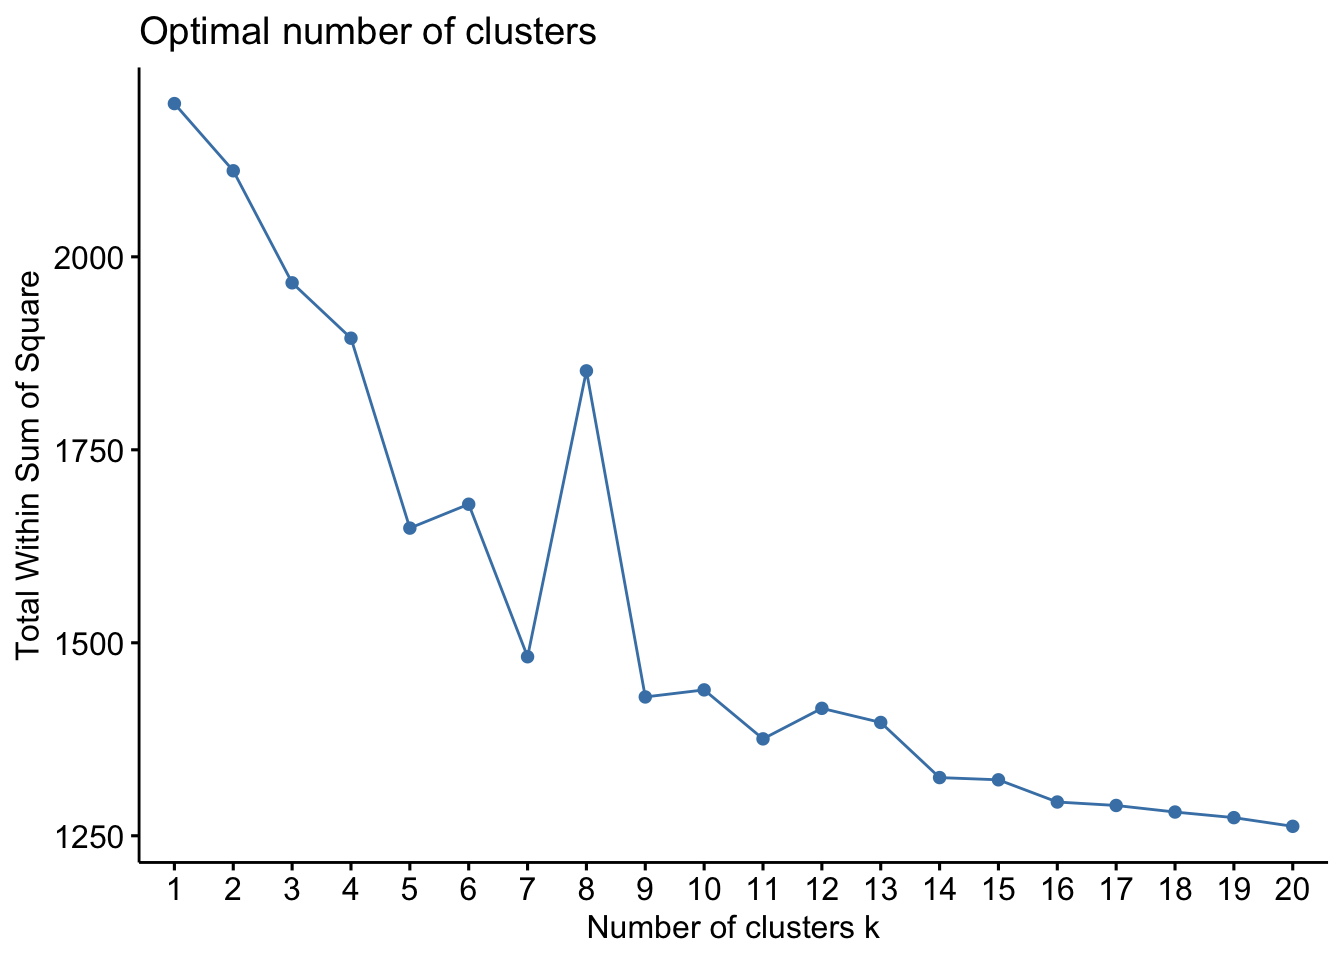 Optimal number of clusters
Total Within Sum of Square
2000
1750
1500
1250
1 2 3 4 5 6 7 8 9 10 11 12 13 14 15 16 17 18 19 20
Number of clusters k